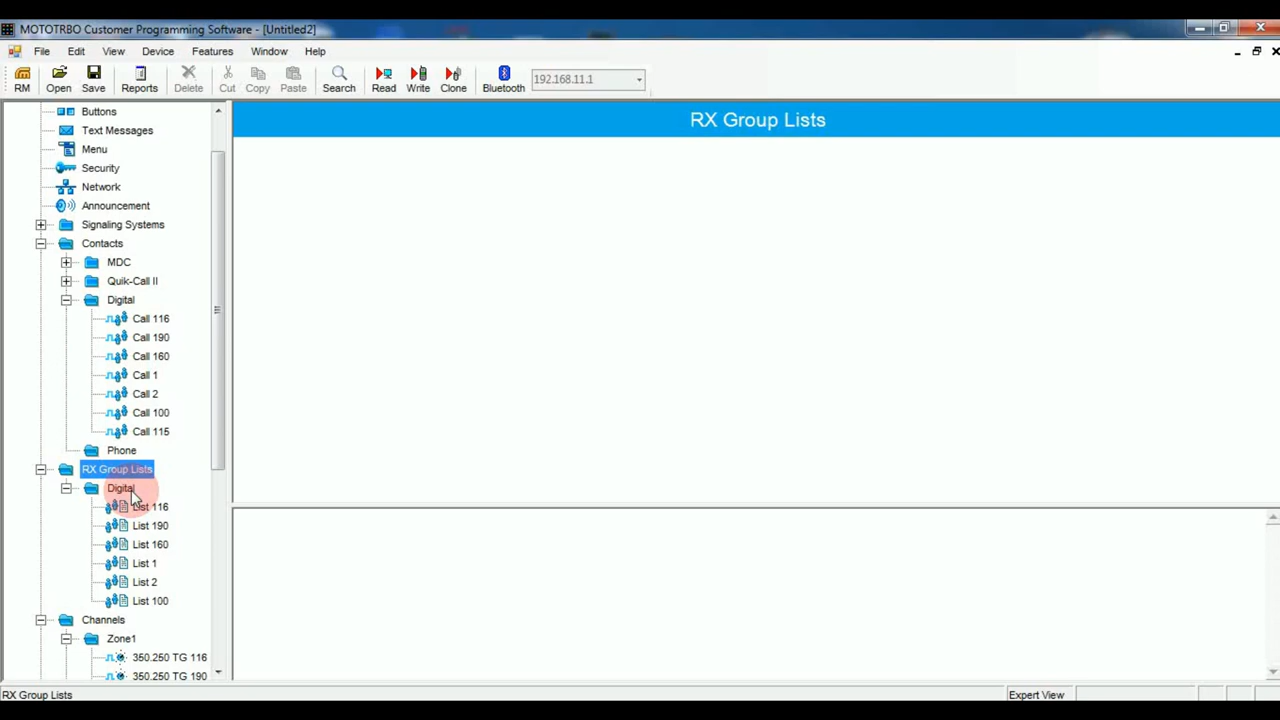 MOTOTRBO Customer Programming Software - [Untitled2]
File Edit View Device Features Window Help
RM Open Save Reports Delete Cut Copy Paste Search Read Write Clone Bluetooth 192.168.11.1
Buttons
Text Messages
Menu
Security
Network
Announcement
Signaling Systems
Contacts
MDC
Quik-Call II
Digital
Call 116
Call 190
Call 160
Call 1
Call 2
Call 100
Call 115
Phone
RX Group Lists
Digital
List 116
List 190
List 160
List 1
List 2
List 100
Channels
Zone1
350.250 TG 116
350.250 TG 190
RX Group Lists
RX Group Lists Expert View